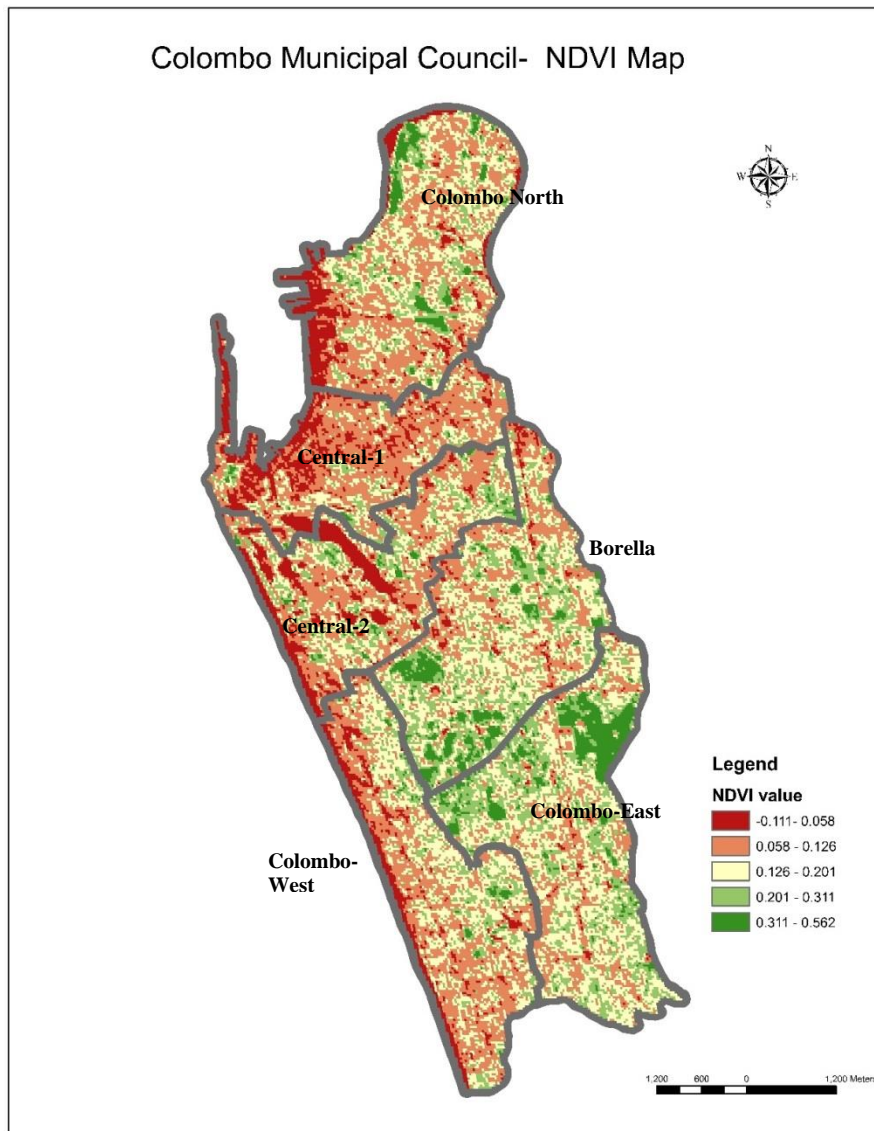 Colombo Municipal Council- NDVI Map
N
W E
S
Colombo North
Central-1
Borella
Central-2
Colombo-East
Colombo-
West
Legend
NDVI value
-0.111- 0.058
0.058 - 0.126
0.126 - 0.201
0.201 - 0.311
0.311 - 0.562
1,200 600 0 1,200 Meters